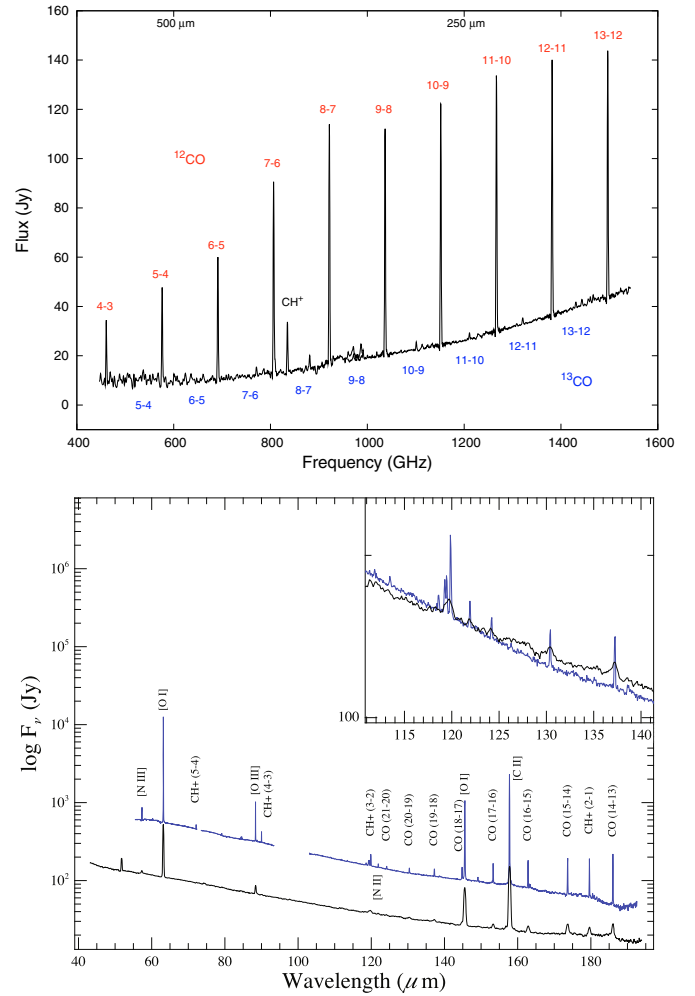 500 μm 250 μm
160
140
120
100
80
60
40
20
0
Flux (Jy)
4-3
5-4
6-5
7-6
8-7
9-8
10-9
11-10
12-11
13-12
¹²CO
CH⁺
5-4
6-5
7-6
8-7
9-8
10-9
11-10
12-11
13-12
¹³CO
400 600 800 1000 1200 1400 1600
Frequency (GHz)
10⁶
10⁵
10⁴
10³
10²
log Fν (Jy)
100
115 120 125 130 135 140
[N III]
[O I]
CH+ (5-4)
[O III]
CH+ (4-3)
CH+ (3-2)
[N II]
CO (21-20)
CO (20-19)
CO (19-18)
CO (18-17)
[O I]
CO (17-16)
[C II]
CO (16-15)
CO (15-14)
CH+ (2-1)
CO (14-13)
40 60 80 100 120 140 160 180
Wavelength (μm)